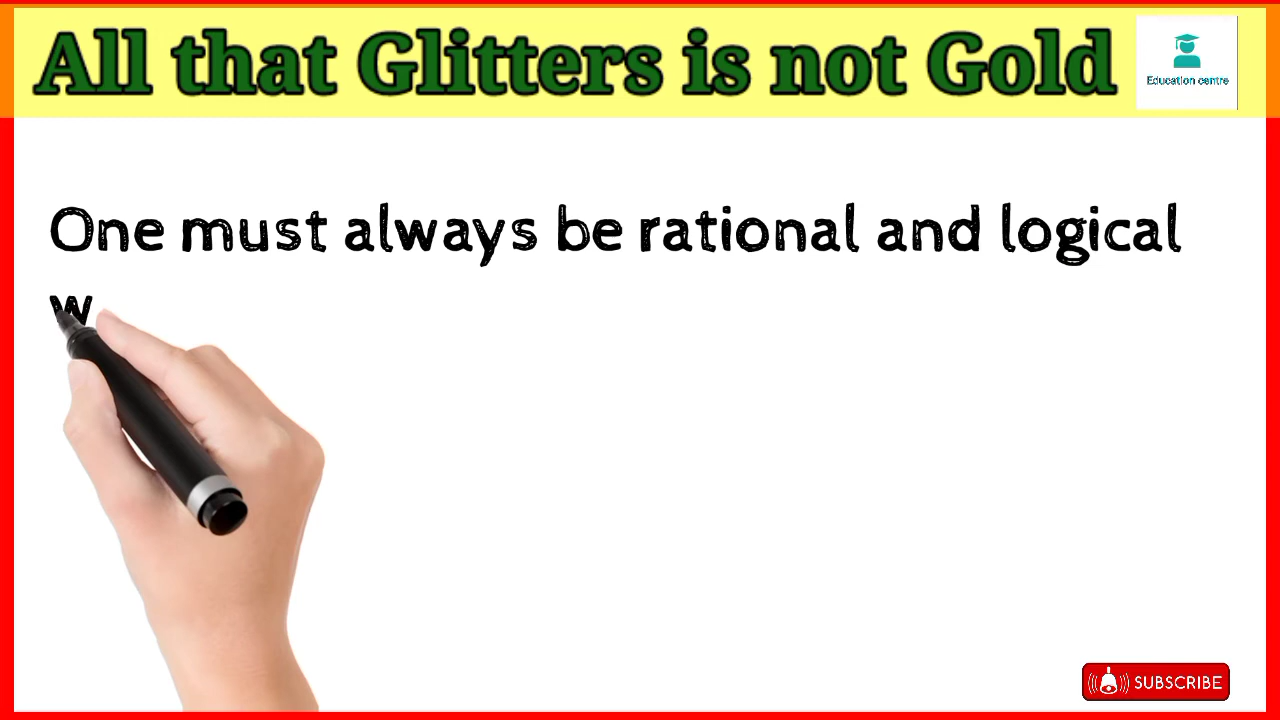 All that Glitters is not Gold
Education centre
One must always be rational and logical
w
SUBSCRIBE